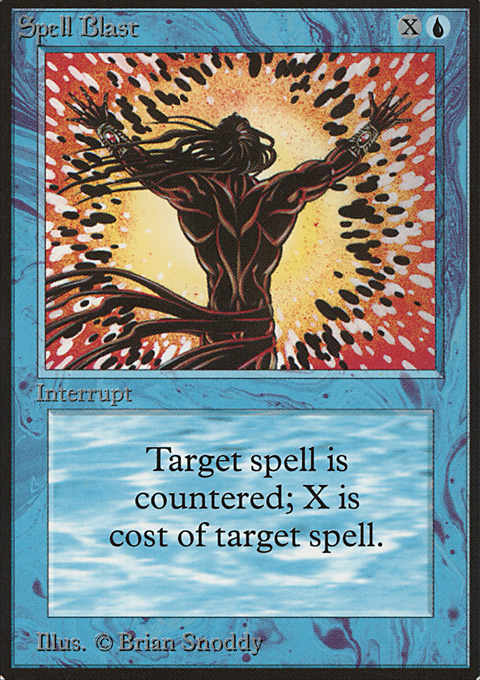 Spell Blast X
Interrupt
Target spell is
countered; X is
cost of target spell.
Illus. © Brian Snoddy